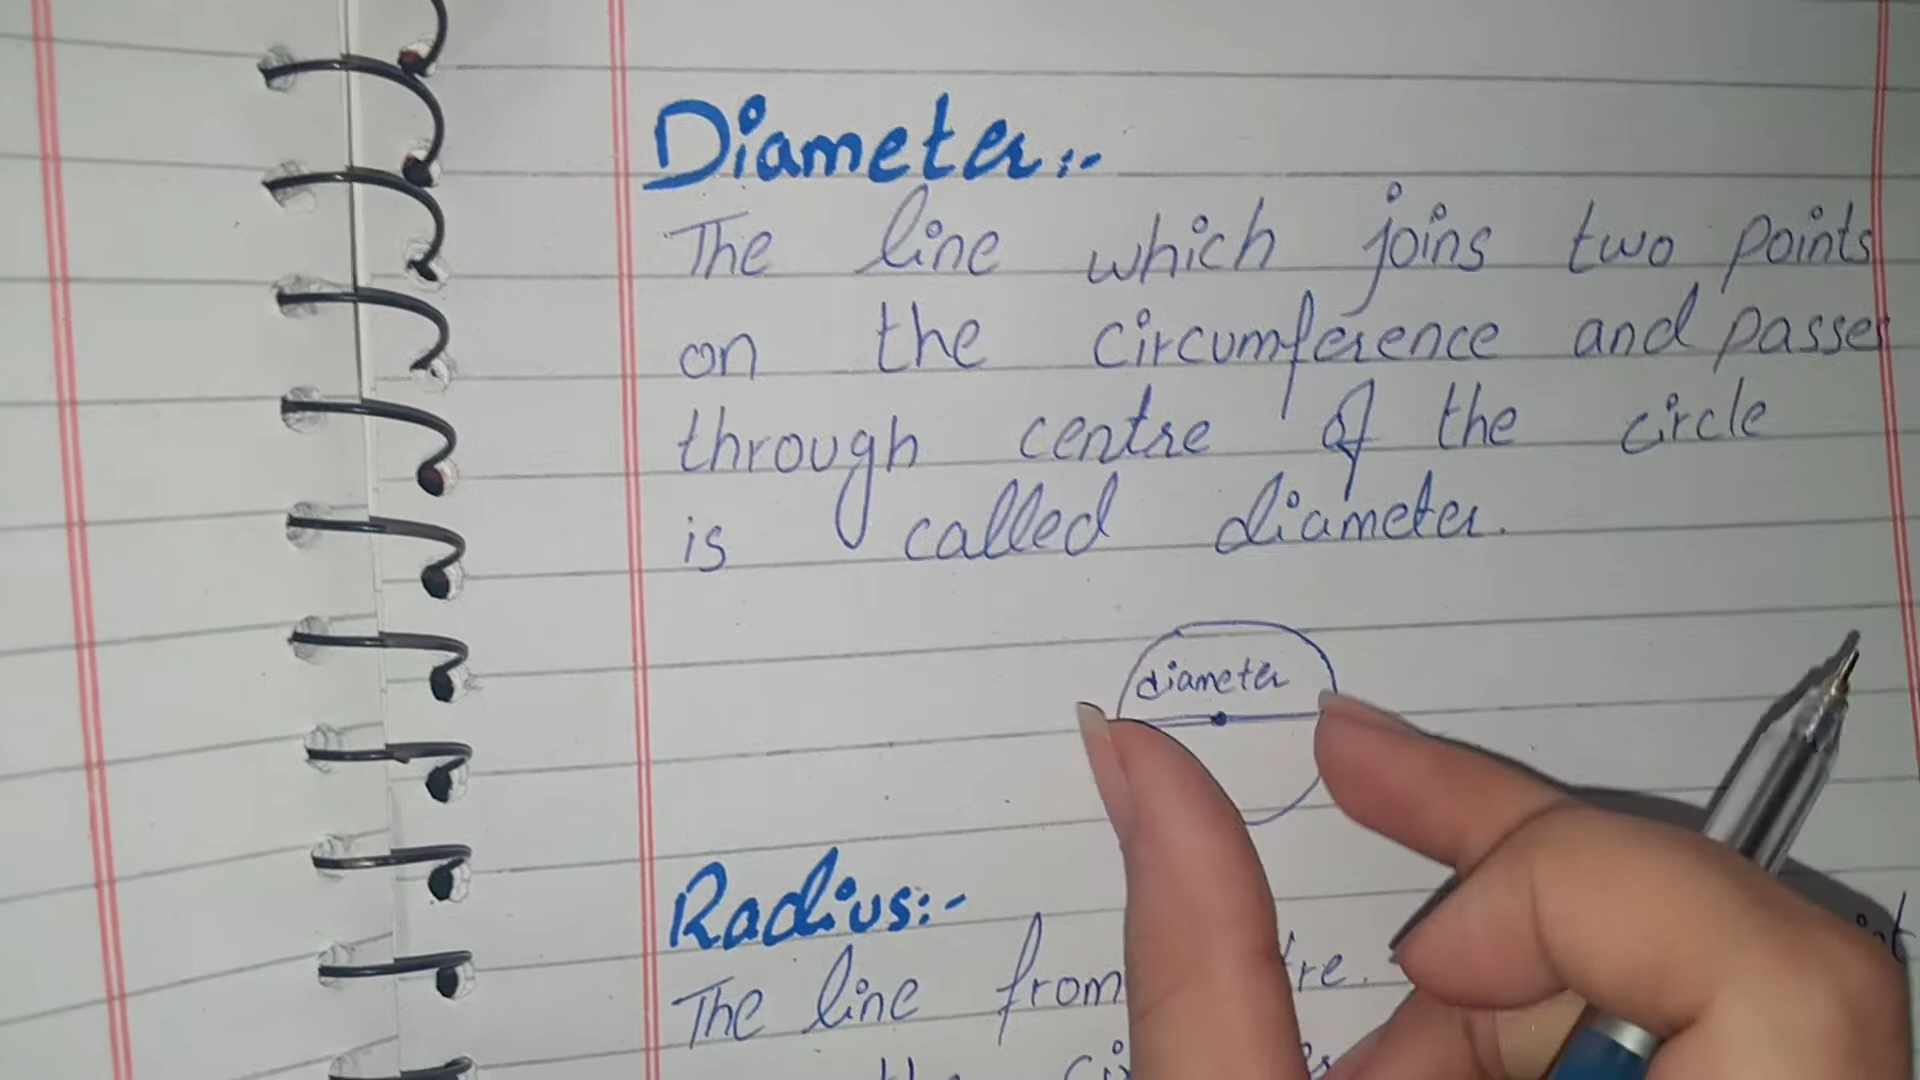 Diameter:-
The line which joins two points
on the circumference and passes
through centre of the circle
is called diameter.
diameter
Radius:-
The line from